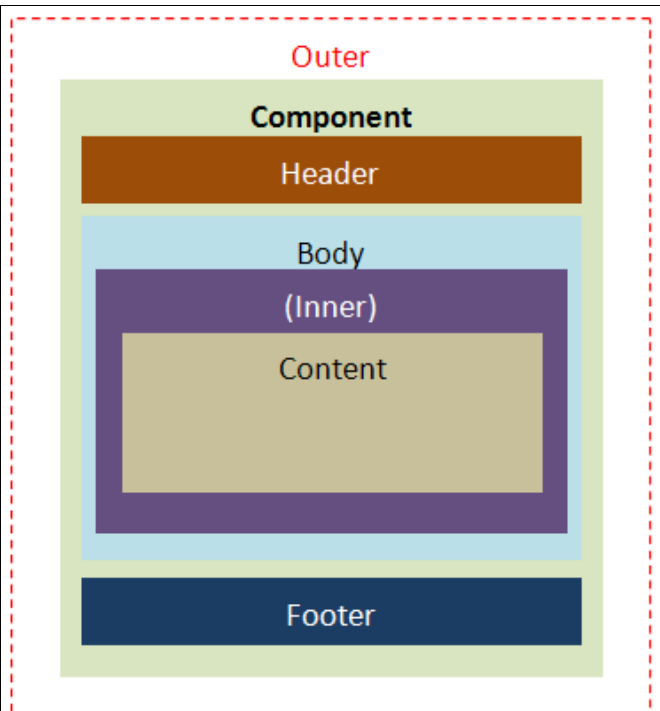 Outer
Component
Header
Body
(Inner)
Content
Footer